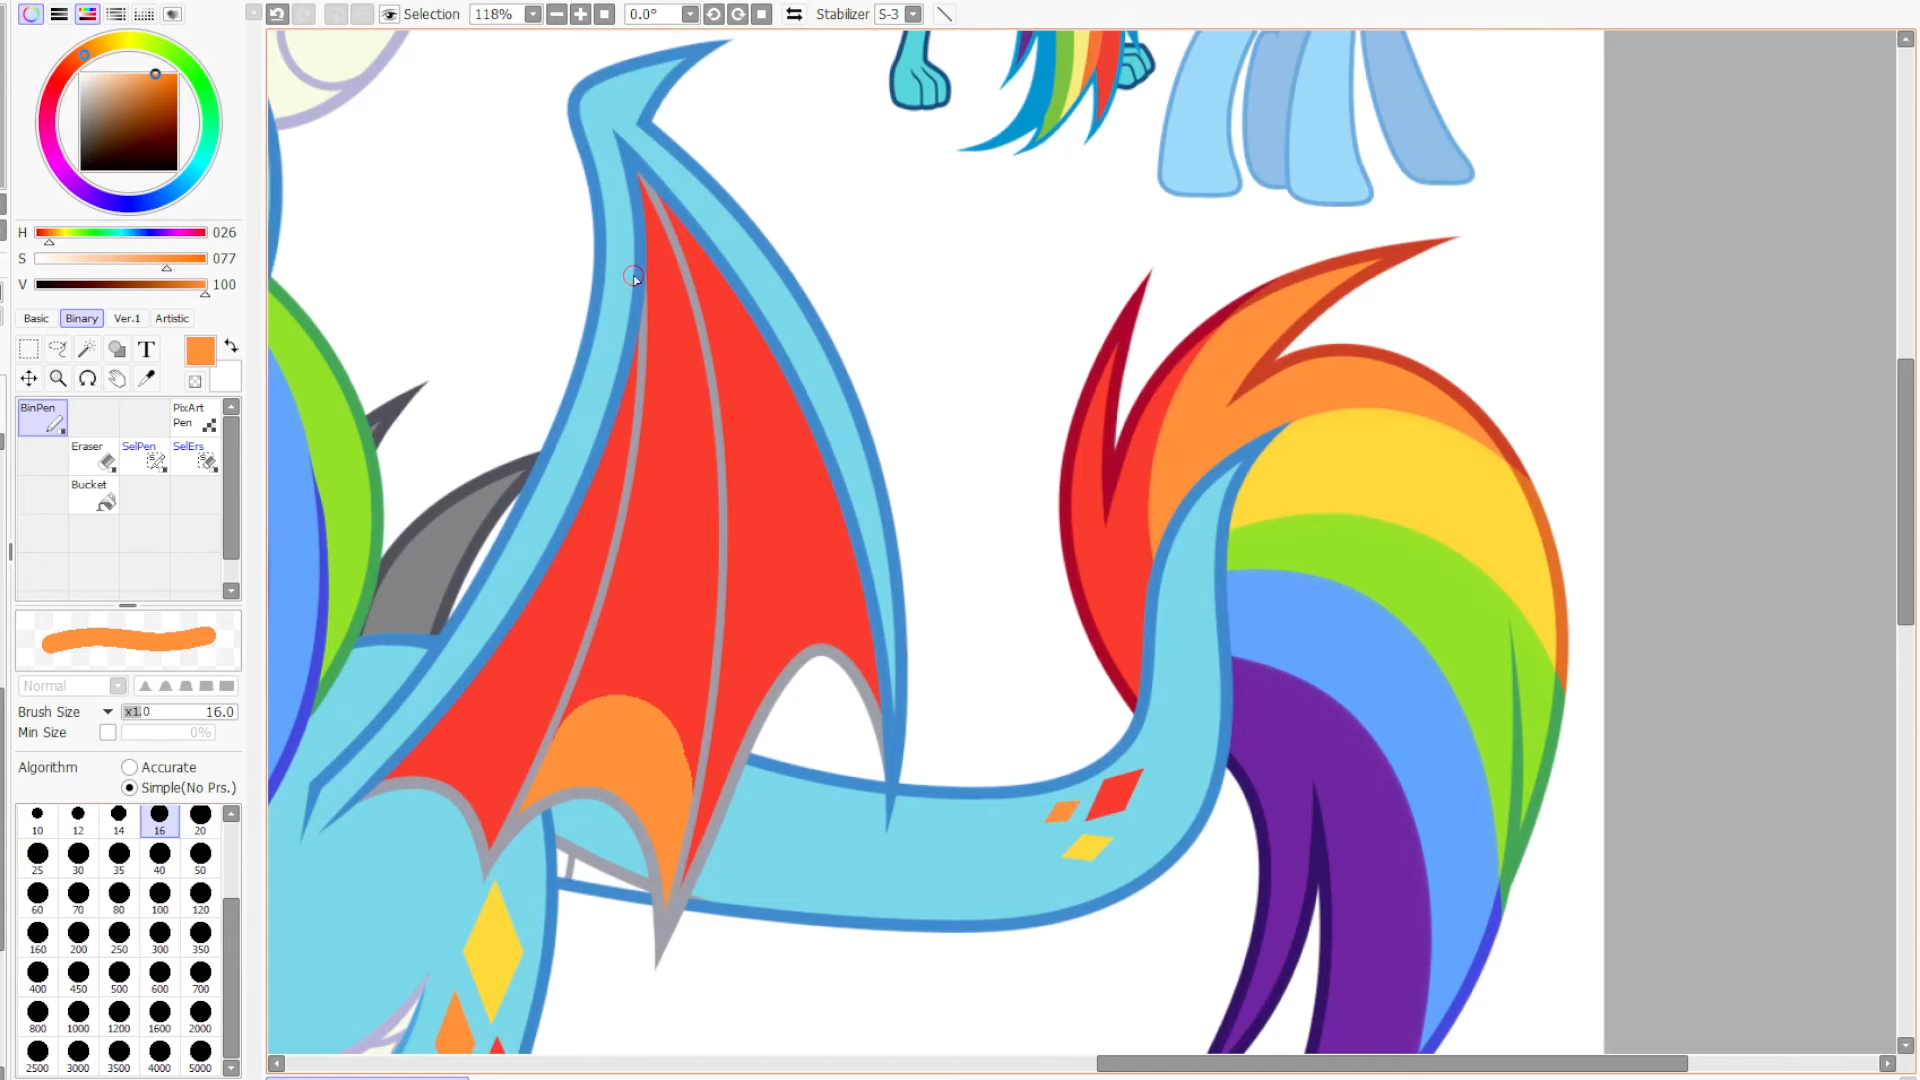 Selection 118% 0.0° Stabilizer S-3
H 026
S 077
V 100
Basic Binary Ver.1 Artistic
T
BinPen PixArt Pen
Eraser SelPen SelErs
Bucket
Normal
Brush Size x1.0 16.0
Min Size 0%
Algorithm Accurate
Simple(No Prs.)
10 12 14 16 20
25 30 35 40 50
60 70 80 100 120
160 200 250 300 350
400 450 500 600 700
800 1000 1200 1600 2000
2500 3000 3500 4000 5000